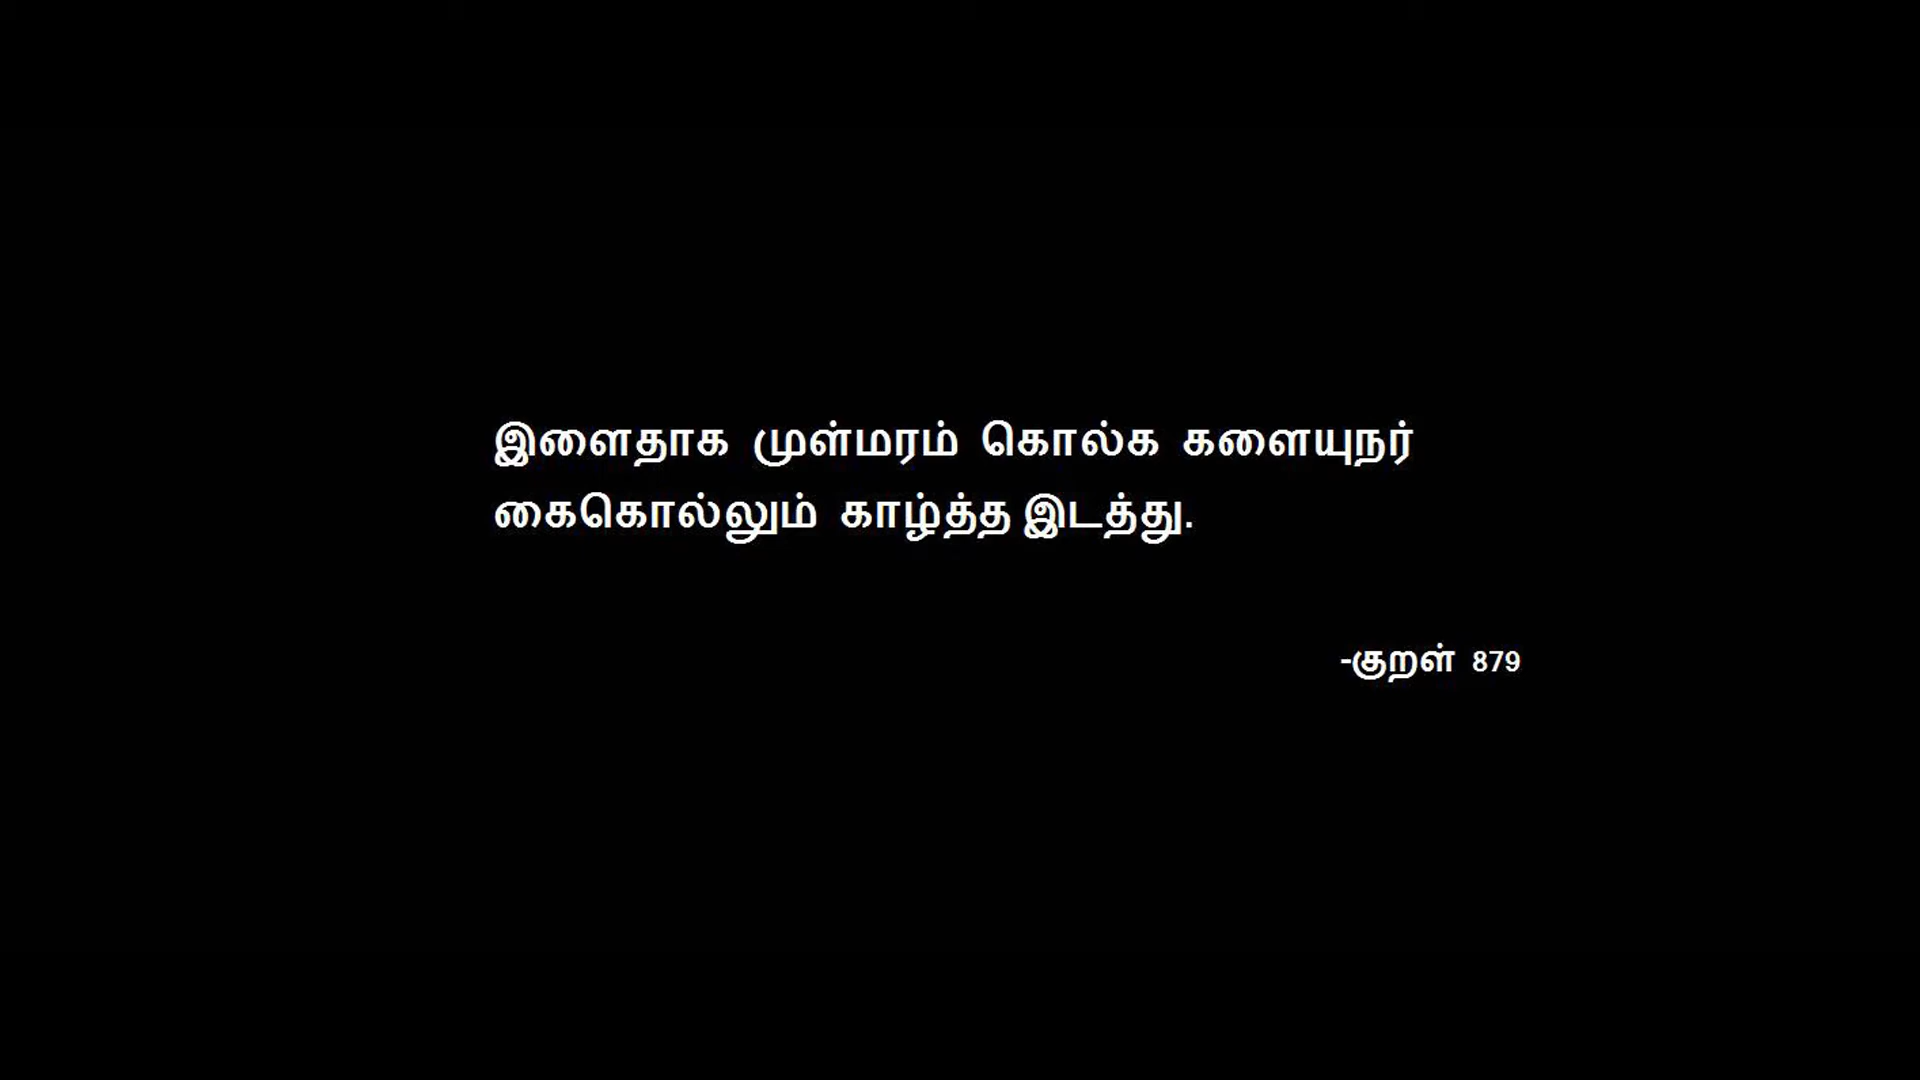 இளைதாக முள்மரம் கொல்க களையுநர்
கைகொல்லும் காழ்த்த இடத்து.
-குறள் 879